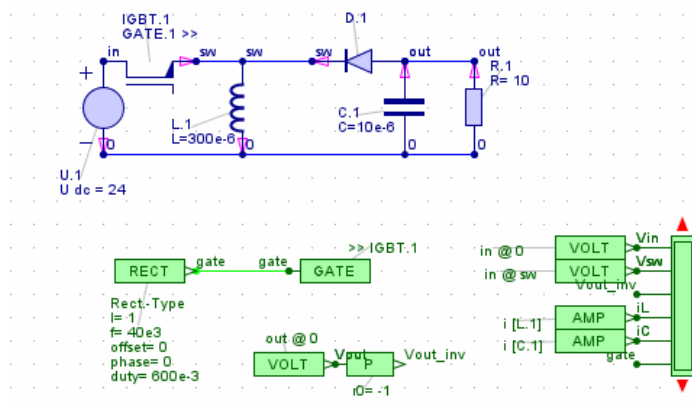 IGBT.1
GATE.1 >>
D.1
in
sw
sw
sw
out
out
+
R.1
R= 10
L.1
L=300e-6
C.1
C=10e-6
−
0
0
0
0
U.1
U dc = 24
>> IGBT.1
RECT
gate
gate
GATE
Rect.-Type
I= 1
f= 40e3
offset= 0
phase= 0
duty= 600e-3
out @ 0
VOLT
Vout
P
Vout_inv
r0= -1
in @ 0
VOLT
Vin
in @ sw
VOLT
Vsw
Vout_inv
i [L.1]
AMP
iL
i [C.1]
AMP
iC
gate